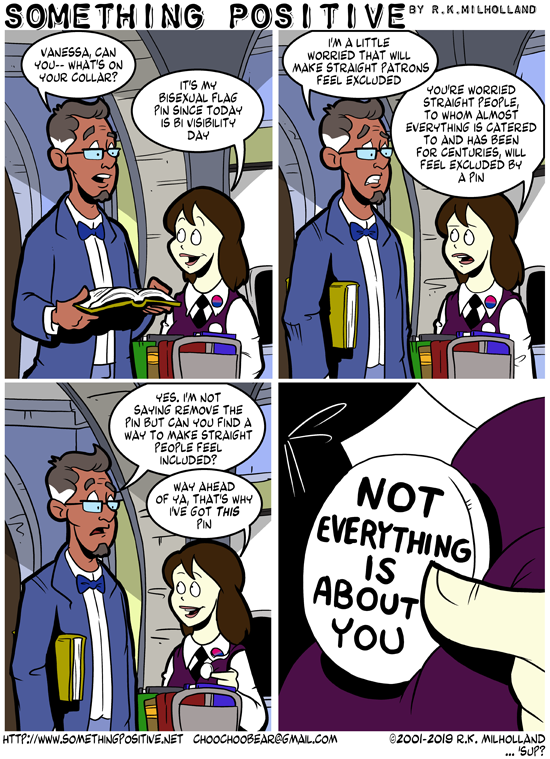 SOMETHING POSITIVE BY R.K.MILHOLLAND
VANESSA, CAN
YOU-- WHAT'S ON
YOUR COLLAR?
IT'S MY
BISEXUAL FLAG
PIN SINCE TODAY
IS BI VISIBILITY
DAY
I'M A LITTLE
WORRIED THAT WILL
MAKE STRAIGHT PATRONS
FEEL EXCLUDED
YOU'RE WORRIED
STRAIGHT PEOPLE,
TO WHOM ALMOST
EVERYTHING IS CATERED
TO AND HAS BEEN
FOR CENTURIES, WILL
FEEL EXCLUDED BY
A PIN
YES. I'M NOT
SAYING REMOVE THE
PIN BUT CAN YOU FIND A
WAY TO MAKE STRAIGHT
PEOPLE FEEL
INCLUDED?
WAY AHEAD
OF YA, THAT'S WHY
I'VE GOT THIS
PIN
NOT
EVERYTHING
IS
ABOUT
YOU
HTTP://WWW.SOMETHINGPOSITIVE.NET CHOOCHOOBEAR@GMAIL.COM ©2001-2019 R.K. MILHOLLAND
... 'SUP?